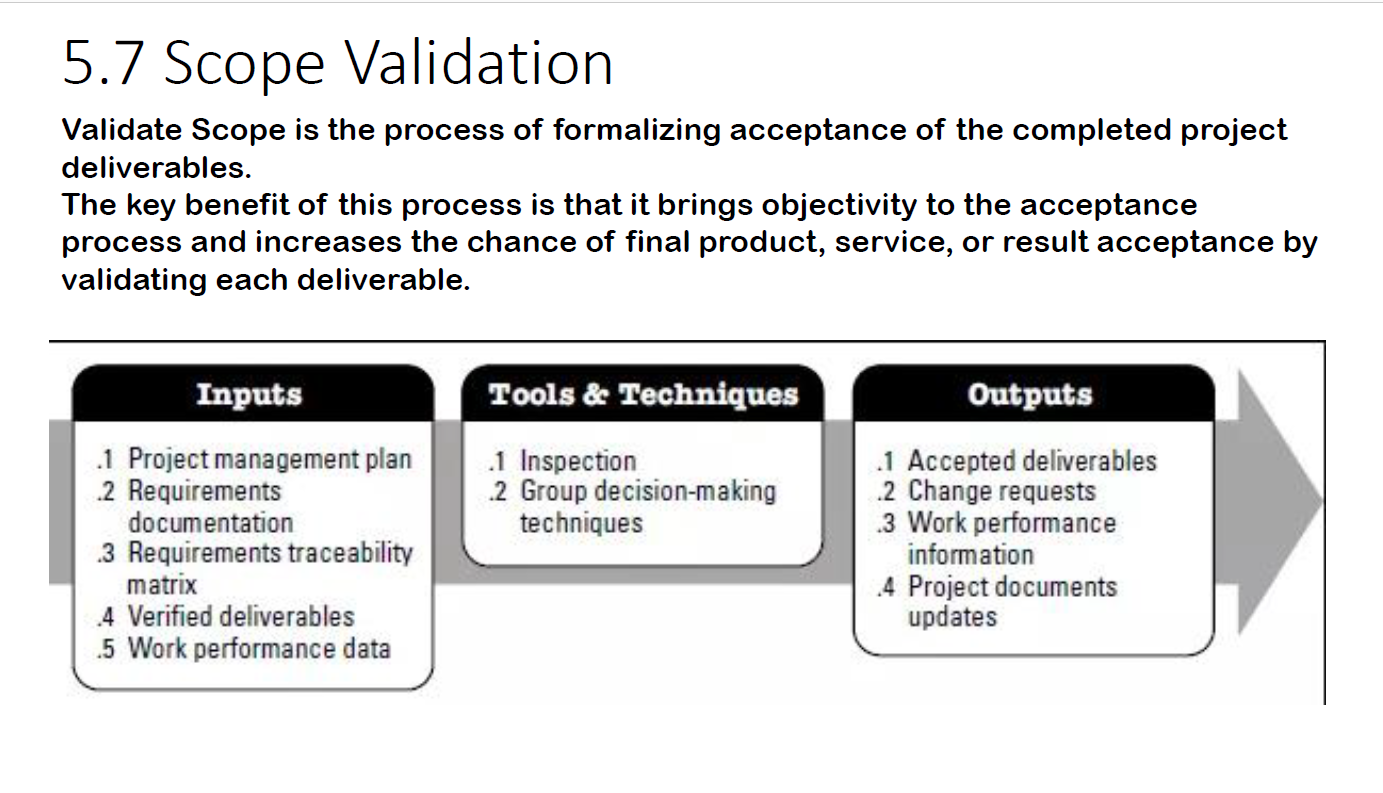 5.7 Scope Validation
Validate Scope is the process of formalizing acceptance of the completed project
deliverables.
The key benefit of this process is that it brings objectivity to the acceptance
process and increases the chance of final product, service, or result acceptance by
validating each deliverable.
Inputs
.1 Project management plan
.2 Requirements
documentation
.3 Requirements traceability
matrix
.4 Verified deliverables
.5 Work performance data
Tools & Techniques
.1 Inspection
.2 Group decision-making
techniques
Outputs
.1 Accepted deliverables
.2 Change requests
.3 Work performance
information
.4 Project documents
updates